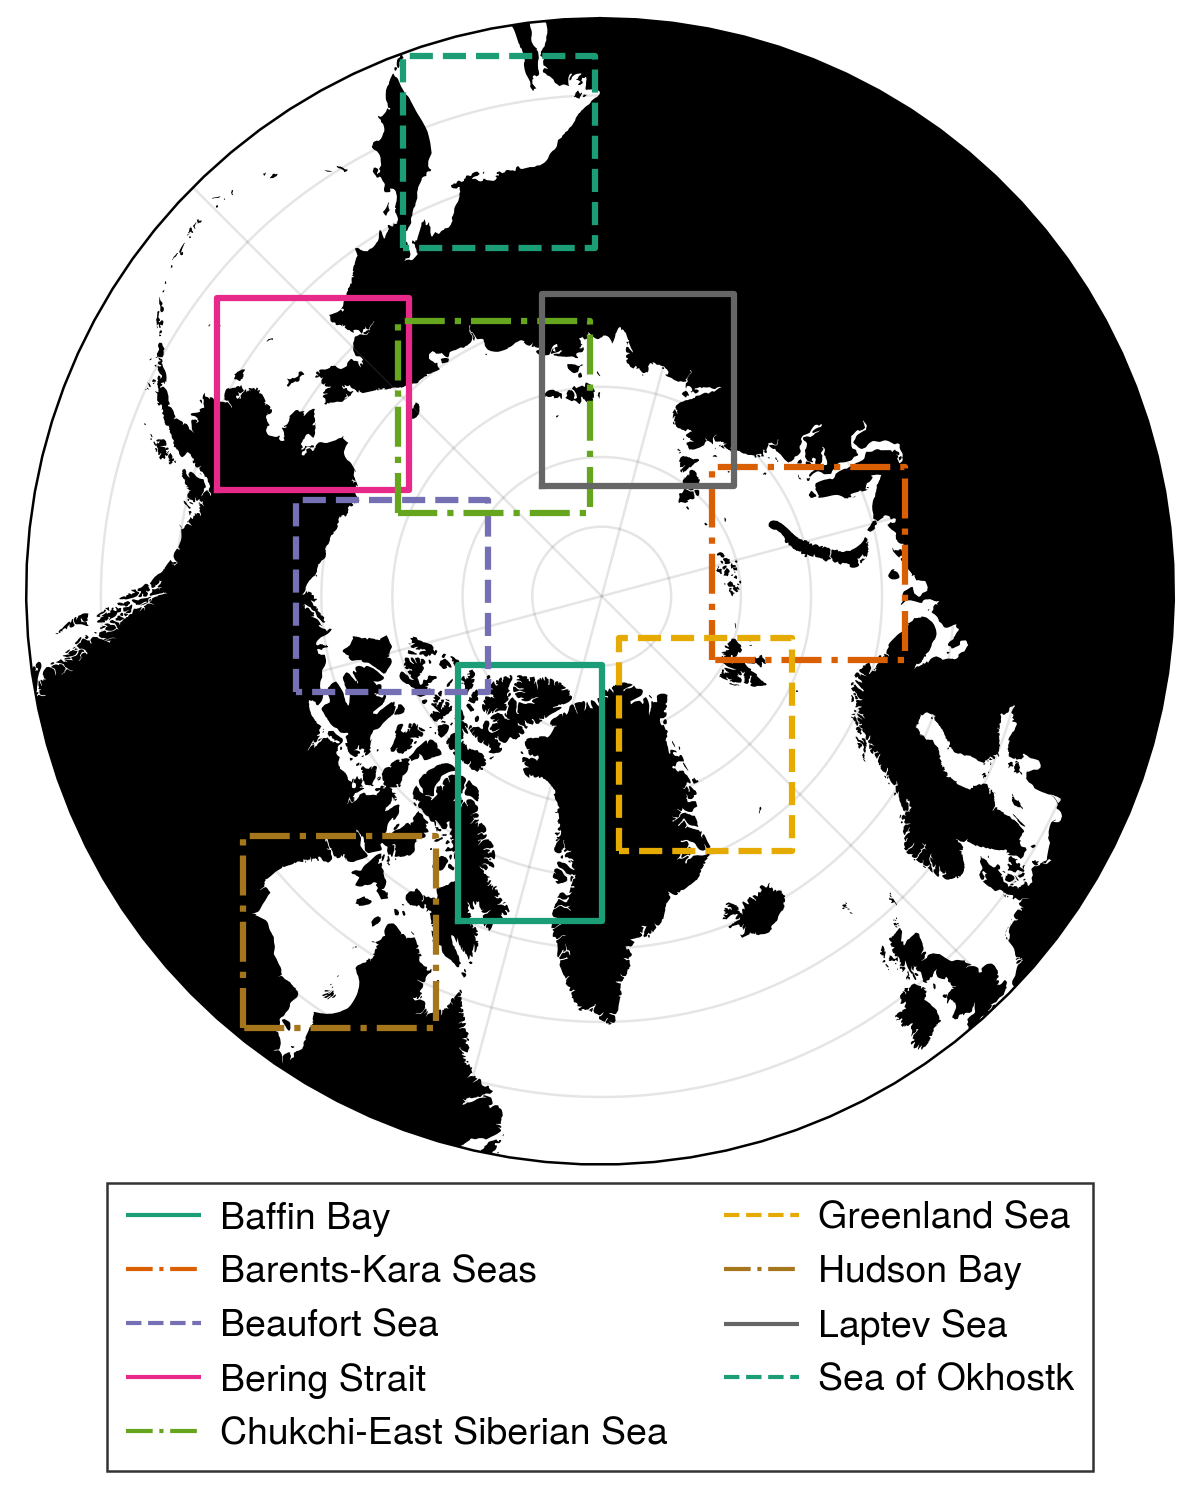 Baffin Bay
Barents-Kara Seas
Beaufort Sea
Bering Strait
Chukchi-East Siberian Sea
Greenland Sea
Hudson Bay
Laptev Sea
Sea of Okhostk